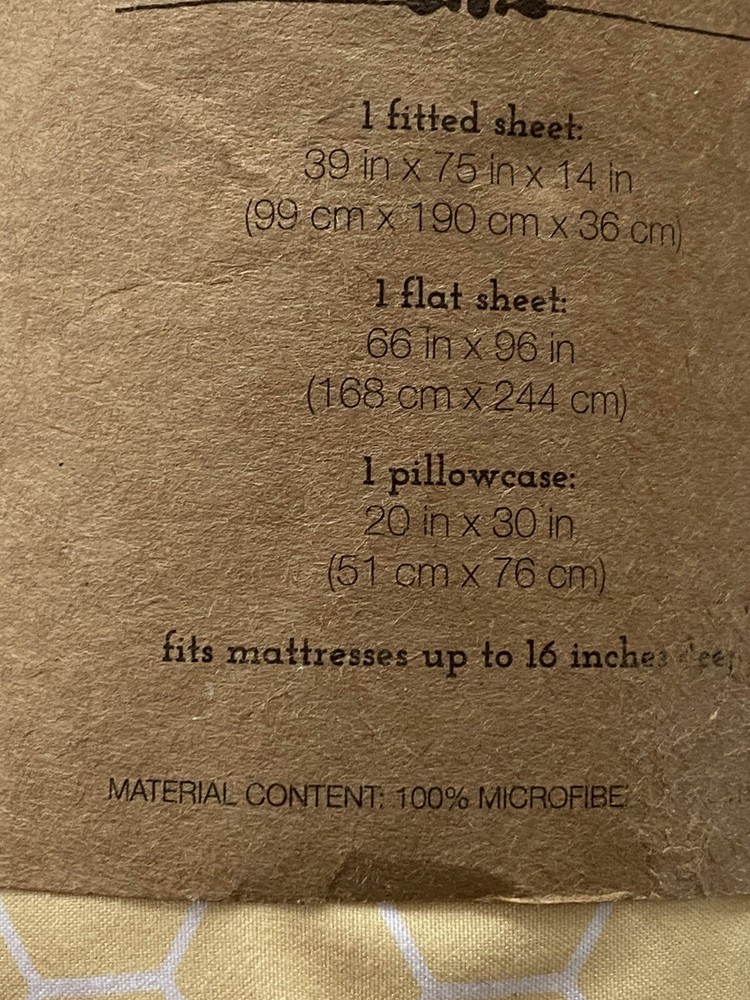 1 fitted sheet:
39 in x 75 in x 14 in
(99 cm x 190 cm x 36 cm)
1 flat sheet:
66 in x 96 in
(168 cm x 244 cm)
1 pillowcase:
20 in x 30 in
(51 cm x 76 cm)
fits mattresses up to 16 inches deep
MATERIAL CONTENT: 100% MICROFIBE